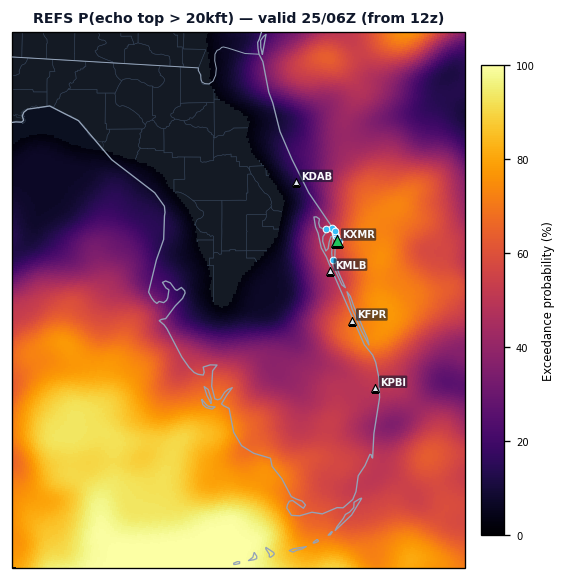 REFS P(echo top > 20kft) — valid 25/06Z (from 12z)
KDAB
KXMR
KMLB
KFPR
KPBI
100
80
60
40
20
0
Exceedance probability (%)